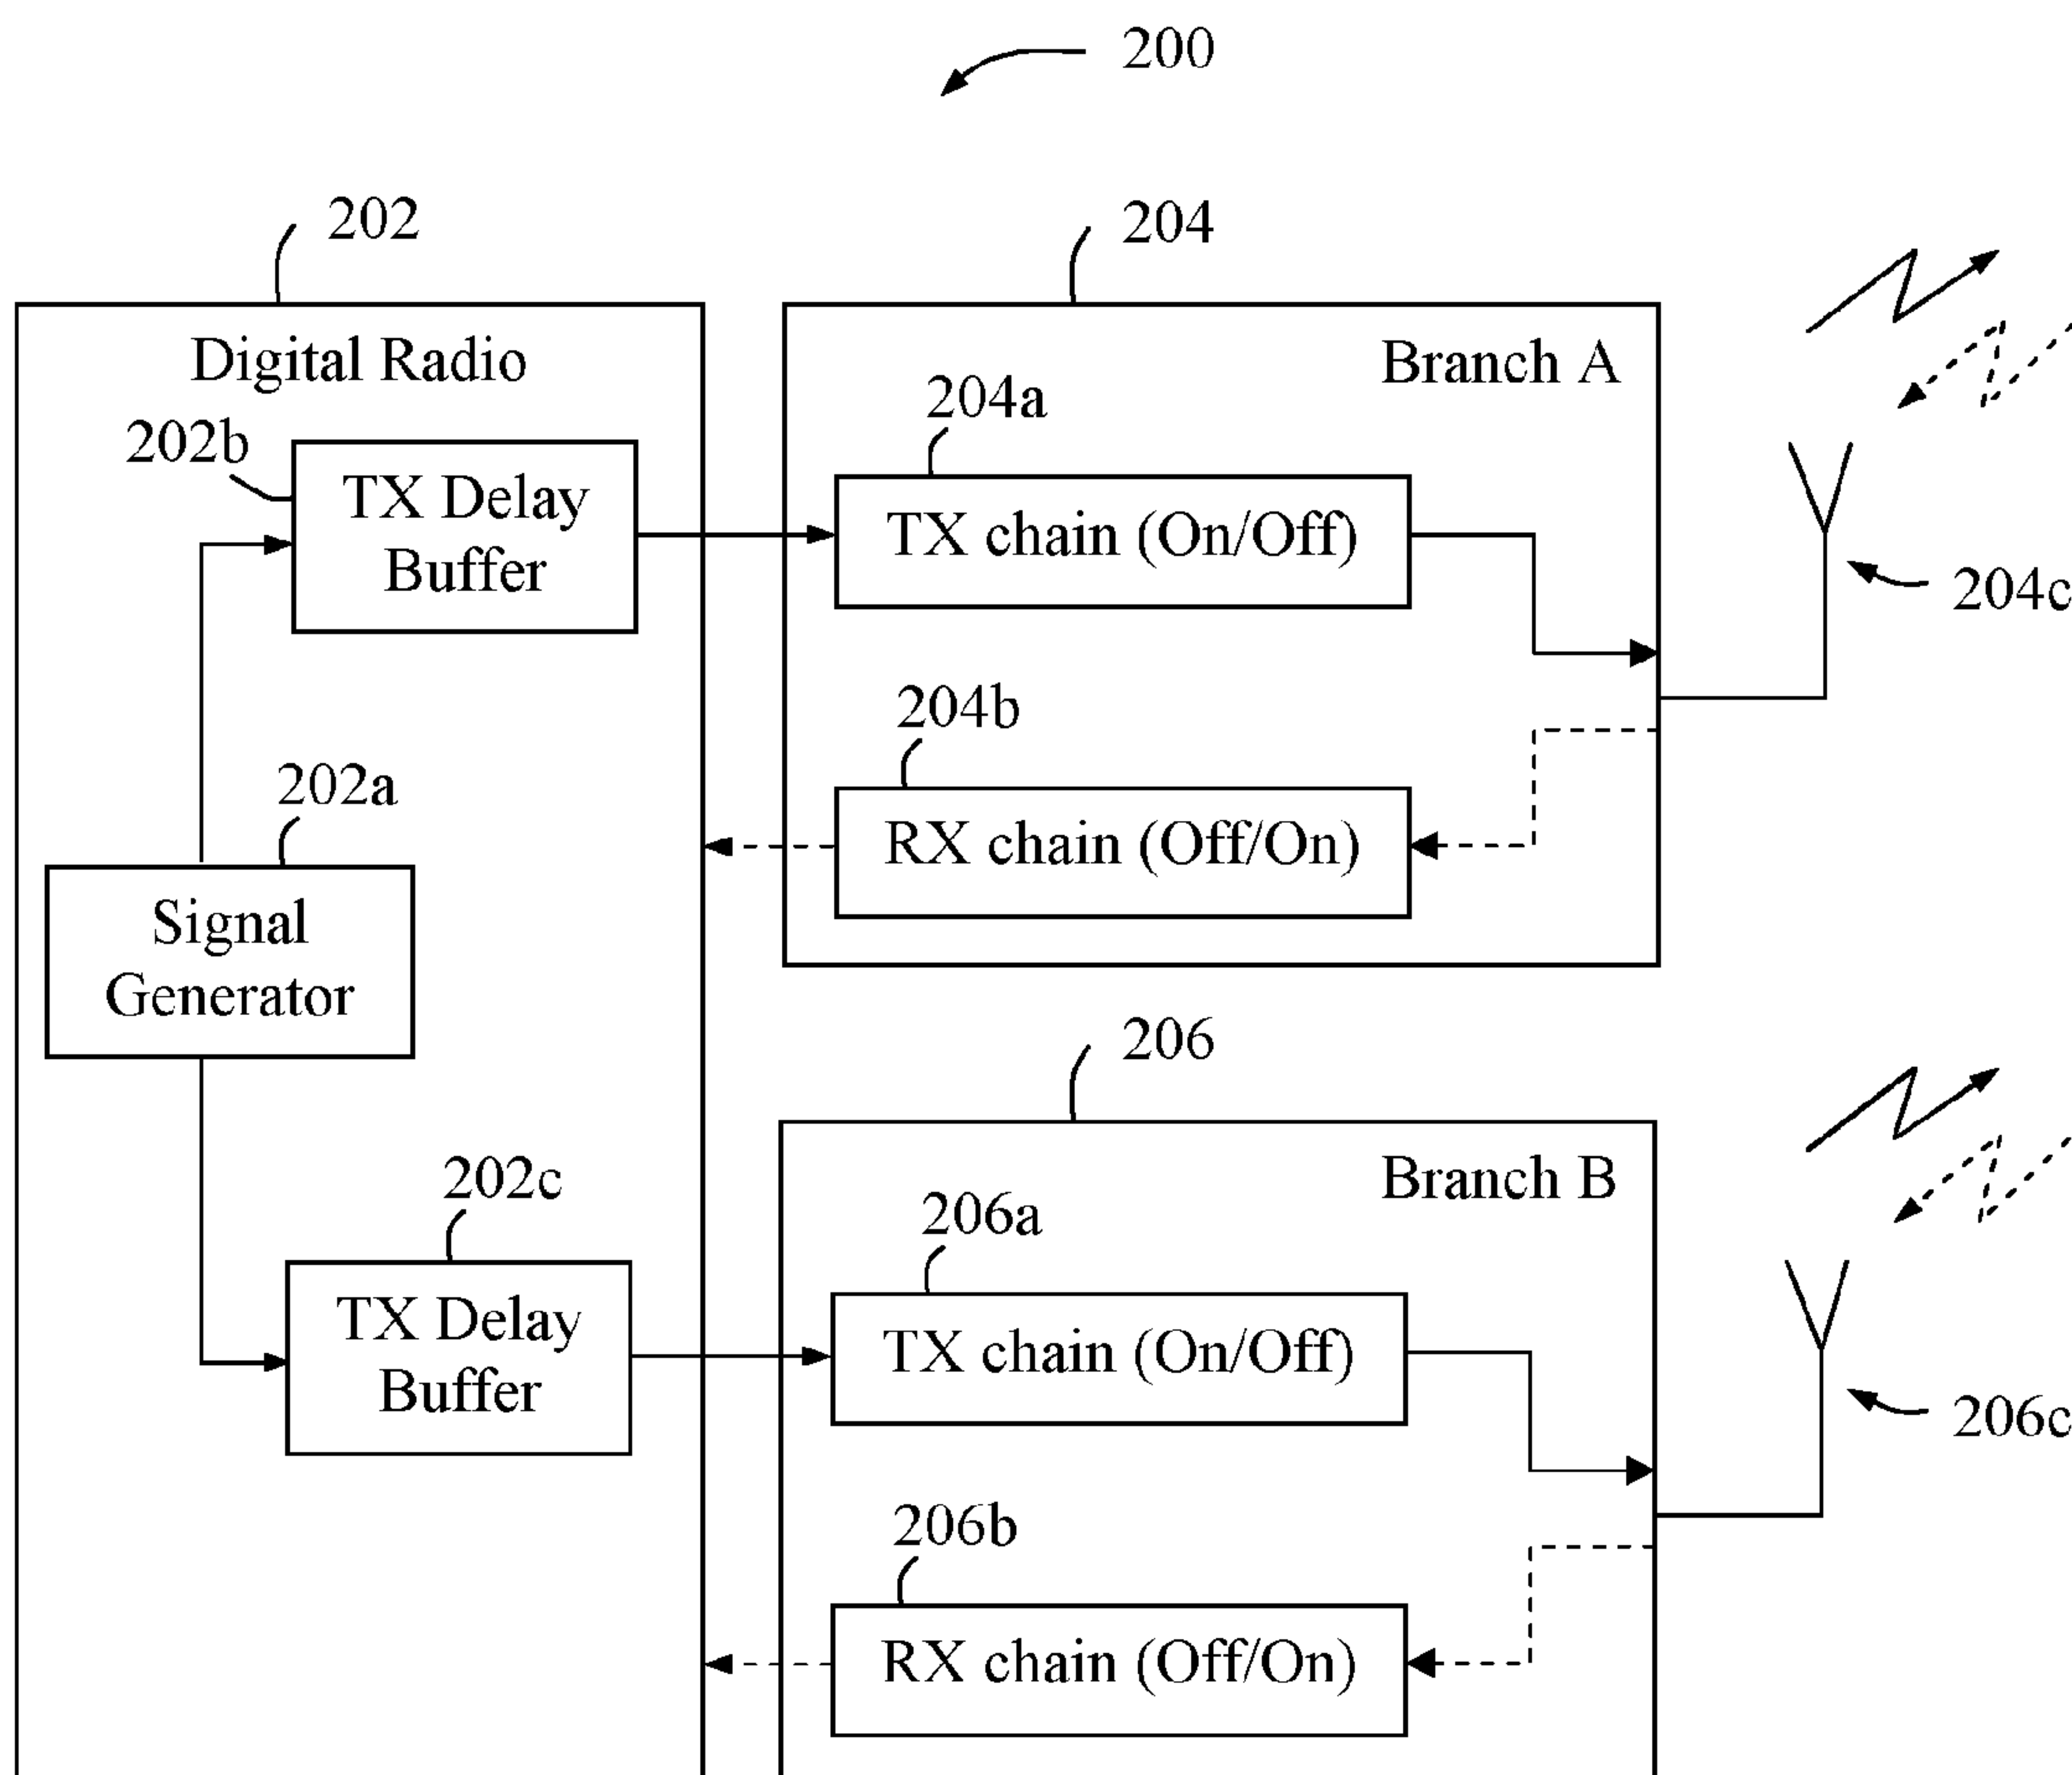 200
202
204
Digital Radio
Branch A
204a
202b
TX Delay
Buffer
TX chain (On/Off)
204c
204b
202a
RX chain (Off/On)
Signal
Generator
206
202c
Branch B
206a
TX Delay
Buffer
TX chain (On/Off)
206c
206b
RX chain (Off/On)